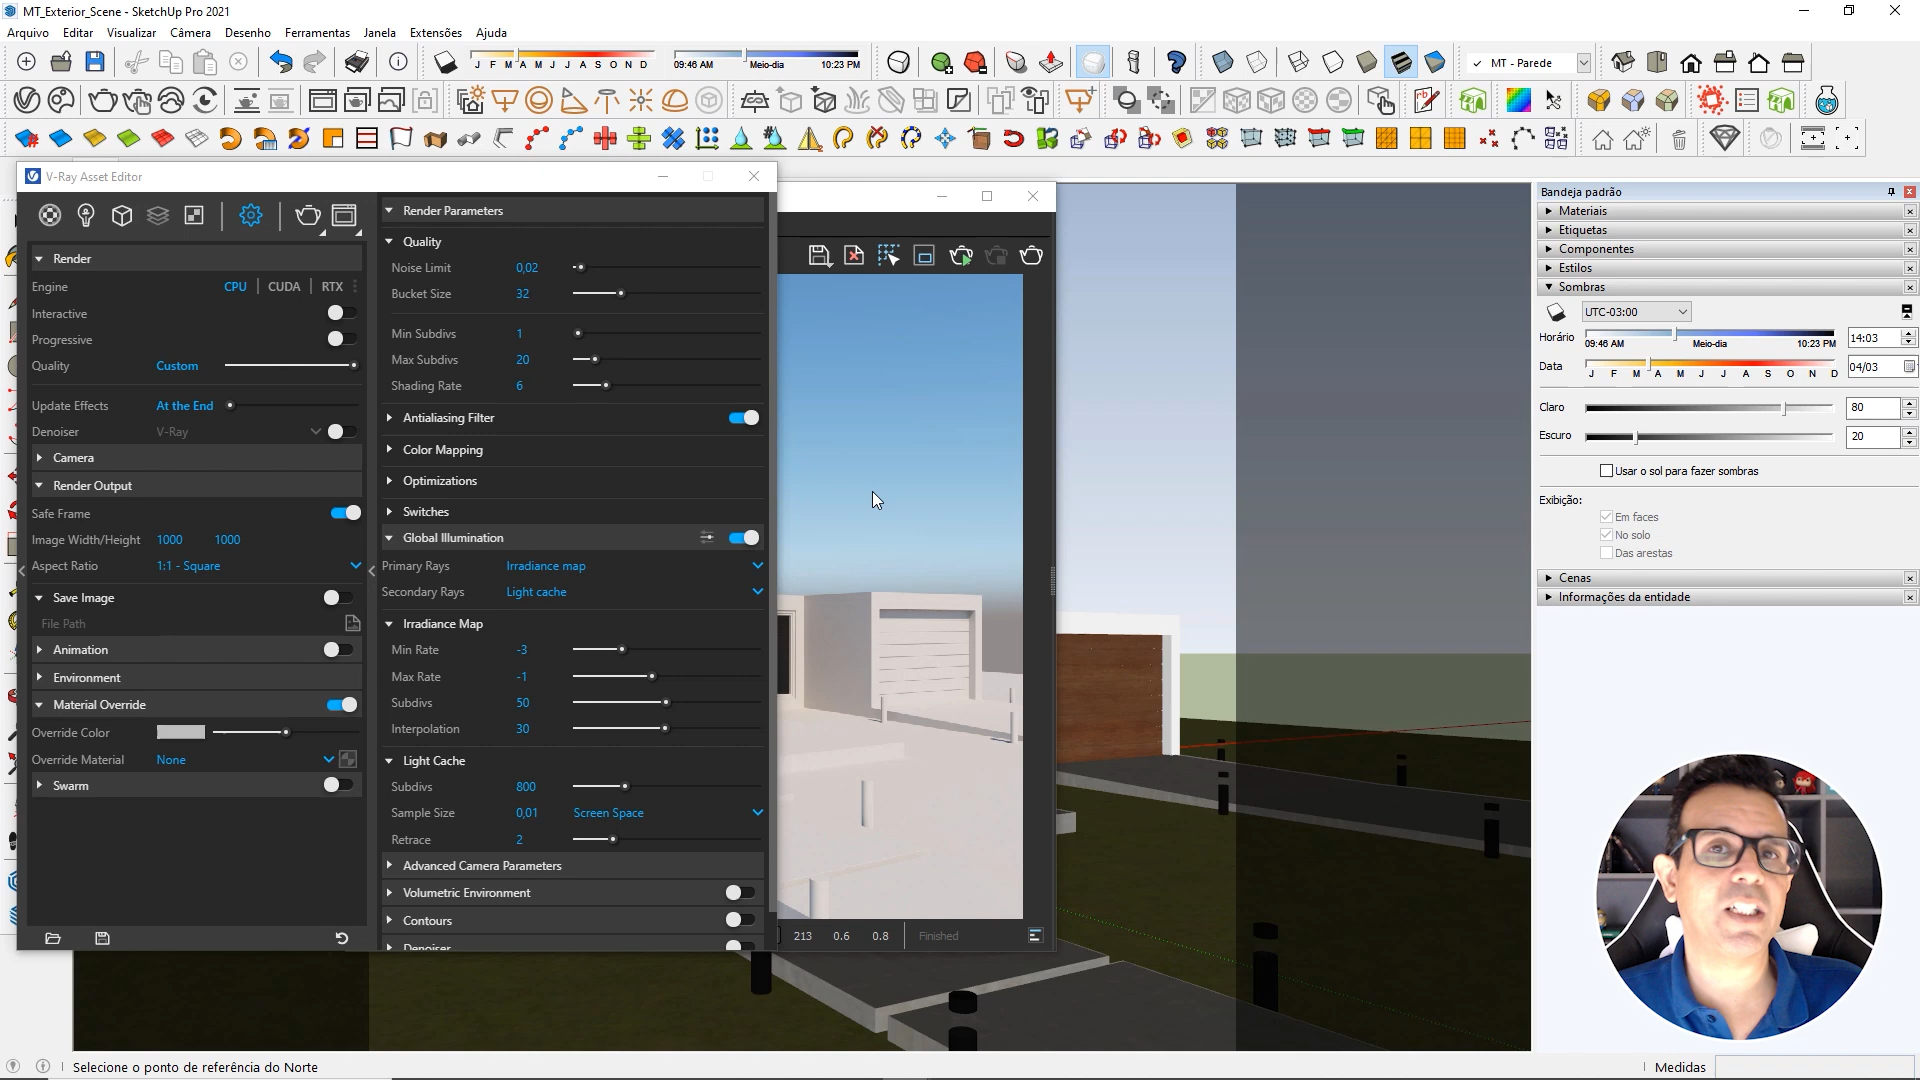 MT_Exterior_Scene - SketchUp Pro 2021
Arquivo Editar Visualizar Câmera Desenho Ferramentas Janela Extensões Ajuda
J F M A M J J A S O N D
09:46 AM Meio-dia 10:23 PM
MT - Parede
V-Ray Asset Editor
Render
Engine CPU CUDA RTX
Interactive
Progressive
Quality Custom
Update Effects At the End
Denoiser V-Ray
Camera
Render Output
Safe Frame
Image Width/Height 1000 1000
Aspect Ratio 1:1 - Square
Save Image
File Path
Animation
Environment
Material Override
Override Color
Override Material None
Swarm
Render Parameters
Quality
Noise Limit 0,02
Bucket Size 32
Min Subdivs 1
Max Subdivs 20
Shading Rate 6
Antialiasing Filter
Color Mapping
Optimizations
Switches
Global Illumination
Primary Rays Irradiance map
Secondary Rays Light cache
Irradiance Map
Min Rate -3
Max Rate -1
Subdivs 50
Interpolation 30
Light Cache
Subdivs 800
Sample Size 0,01 Screen Space
Retrace 2
Advanced Camera Parameters
Volumetric Environment
Contours
Denoiser
213 0.6 0.8 Finished
Bandeja padrão
Materiais
Etiquetas
Componentes
Estilos
Sombras
UTC-03:00
Horário 09:46 AM Meio-dia 10:23 PM 14:03
Data J F M A M J J A S O N D 04/03
Claro 80
Escuro 20
Usar o sol para fazer sombras
Exibição:
Em faces
No solo
Das arestas
Cenas
Informações da entidade
Selecione o ponto de referência do Norte
Medidas